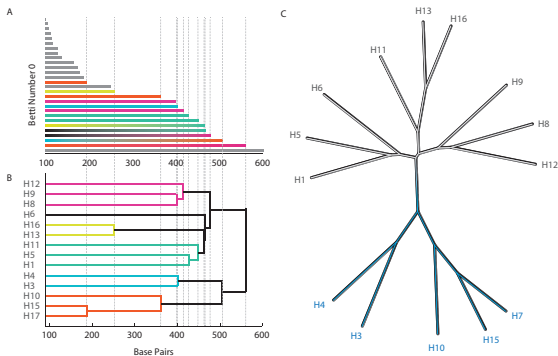 A
Betti Number 0
100 200 300 400 500 600
B
H12
H9
H8
H6
H16
H13
H11
H5
H1
H4
H3
H10
H15
H17
100 200 300 400 500 600
Base Pairs
C
H13
H16
H11
H6
H9
H5
H8
H1
H12
H4
H3
H10
H15
H7